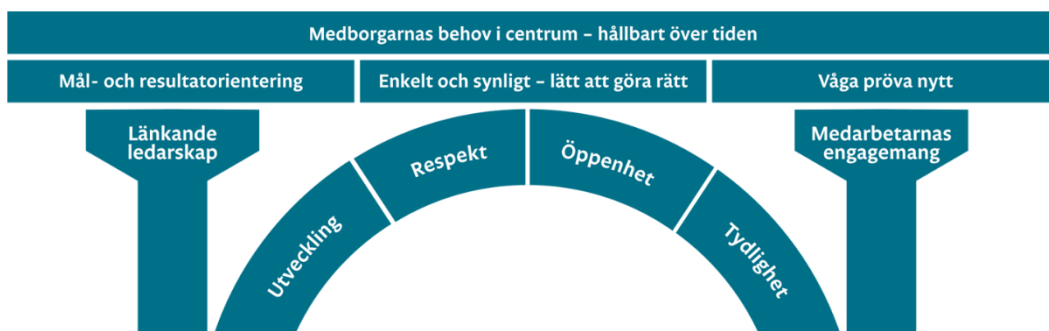 Medborgarnas behov i centrum – hållbart över tiden
Mål- och resultatorientering
Enkelt och synligt – lätt att göra rätt
Våga pröva nytt
Länkande
ledarskap
Utveckling
Respekt
Öppenhet
Tydlighet
Medarbetarnas
engagemang